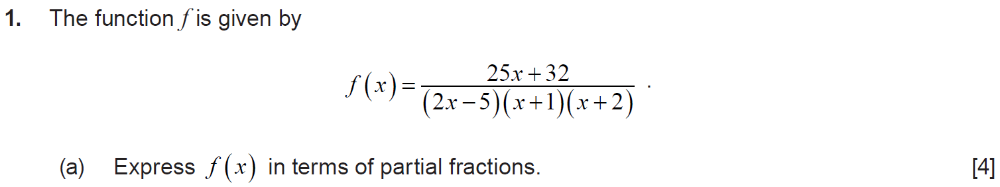 1. The function f is given by
f(x) = \frac{25x+32}{(2x-5)(x+1)(x+2)} .
(a) Express f(x) in terms of partial fractions. [4]